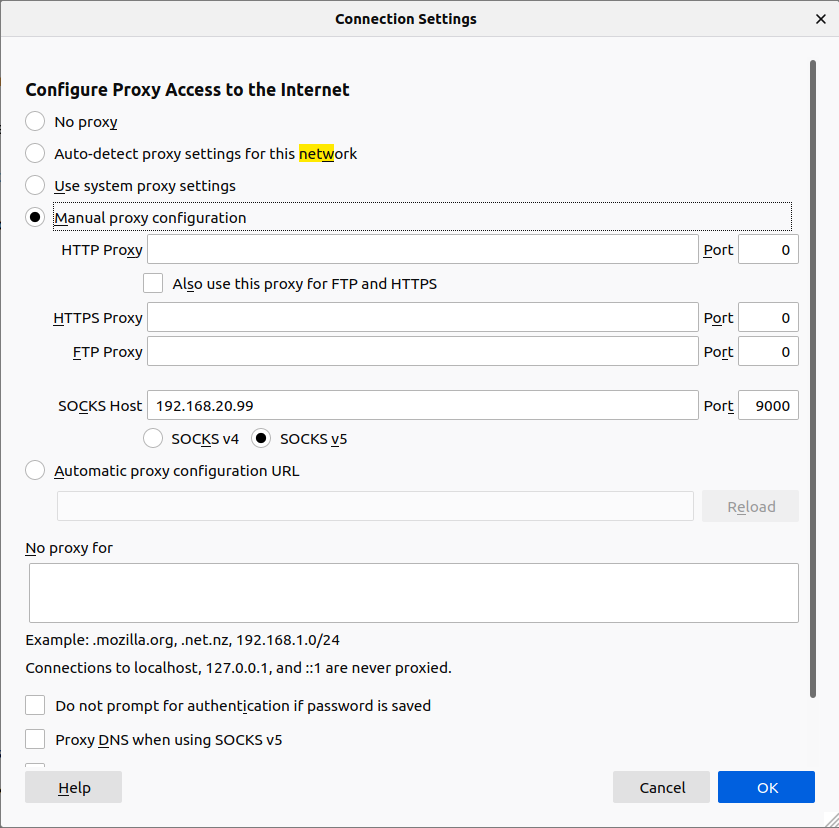 Connection Settings
Configure Proxy Access to the Internet
No proxy
Auto-detect proxy settings for this network
Use system proxy settings
Manual proxy configuration
HTTP Proxy Port 0
Also use this proxy for FTP and HTTPS
HTTPS Proxy Port 0
FTP Proxy Port 0
SOCKS Host 192.168.20.99 Port 9000
SOCKS v4 SOCKS v5
Automatic proxy configuration URL
Reload
No proxy for
Example: .mozilla.org, .net.nz, 192.168.1.0/24
Connections to localhost, 127.0.0.1, and ::1 are never proxied.
Do not prompt for authentication if password is saved
Proxy DNS when using SOCKS v5
Help Cancel OK